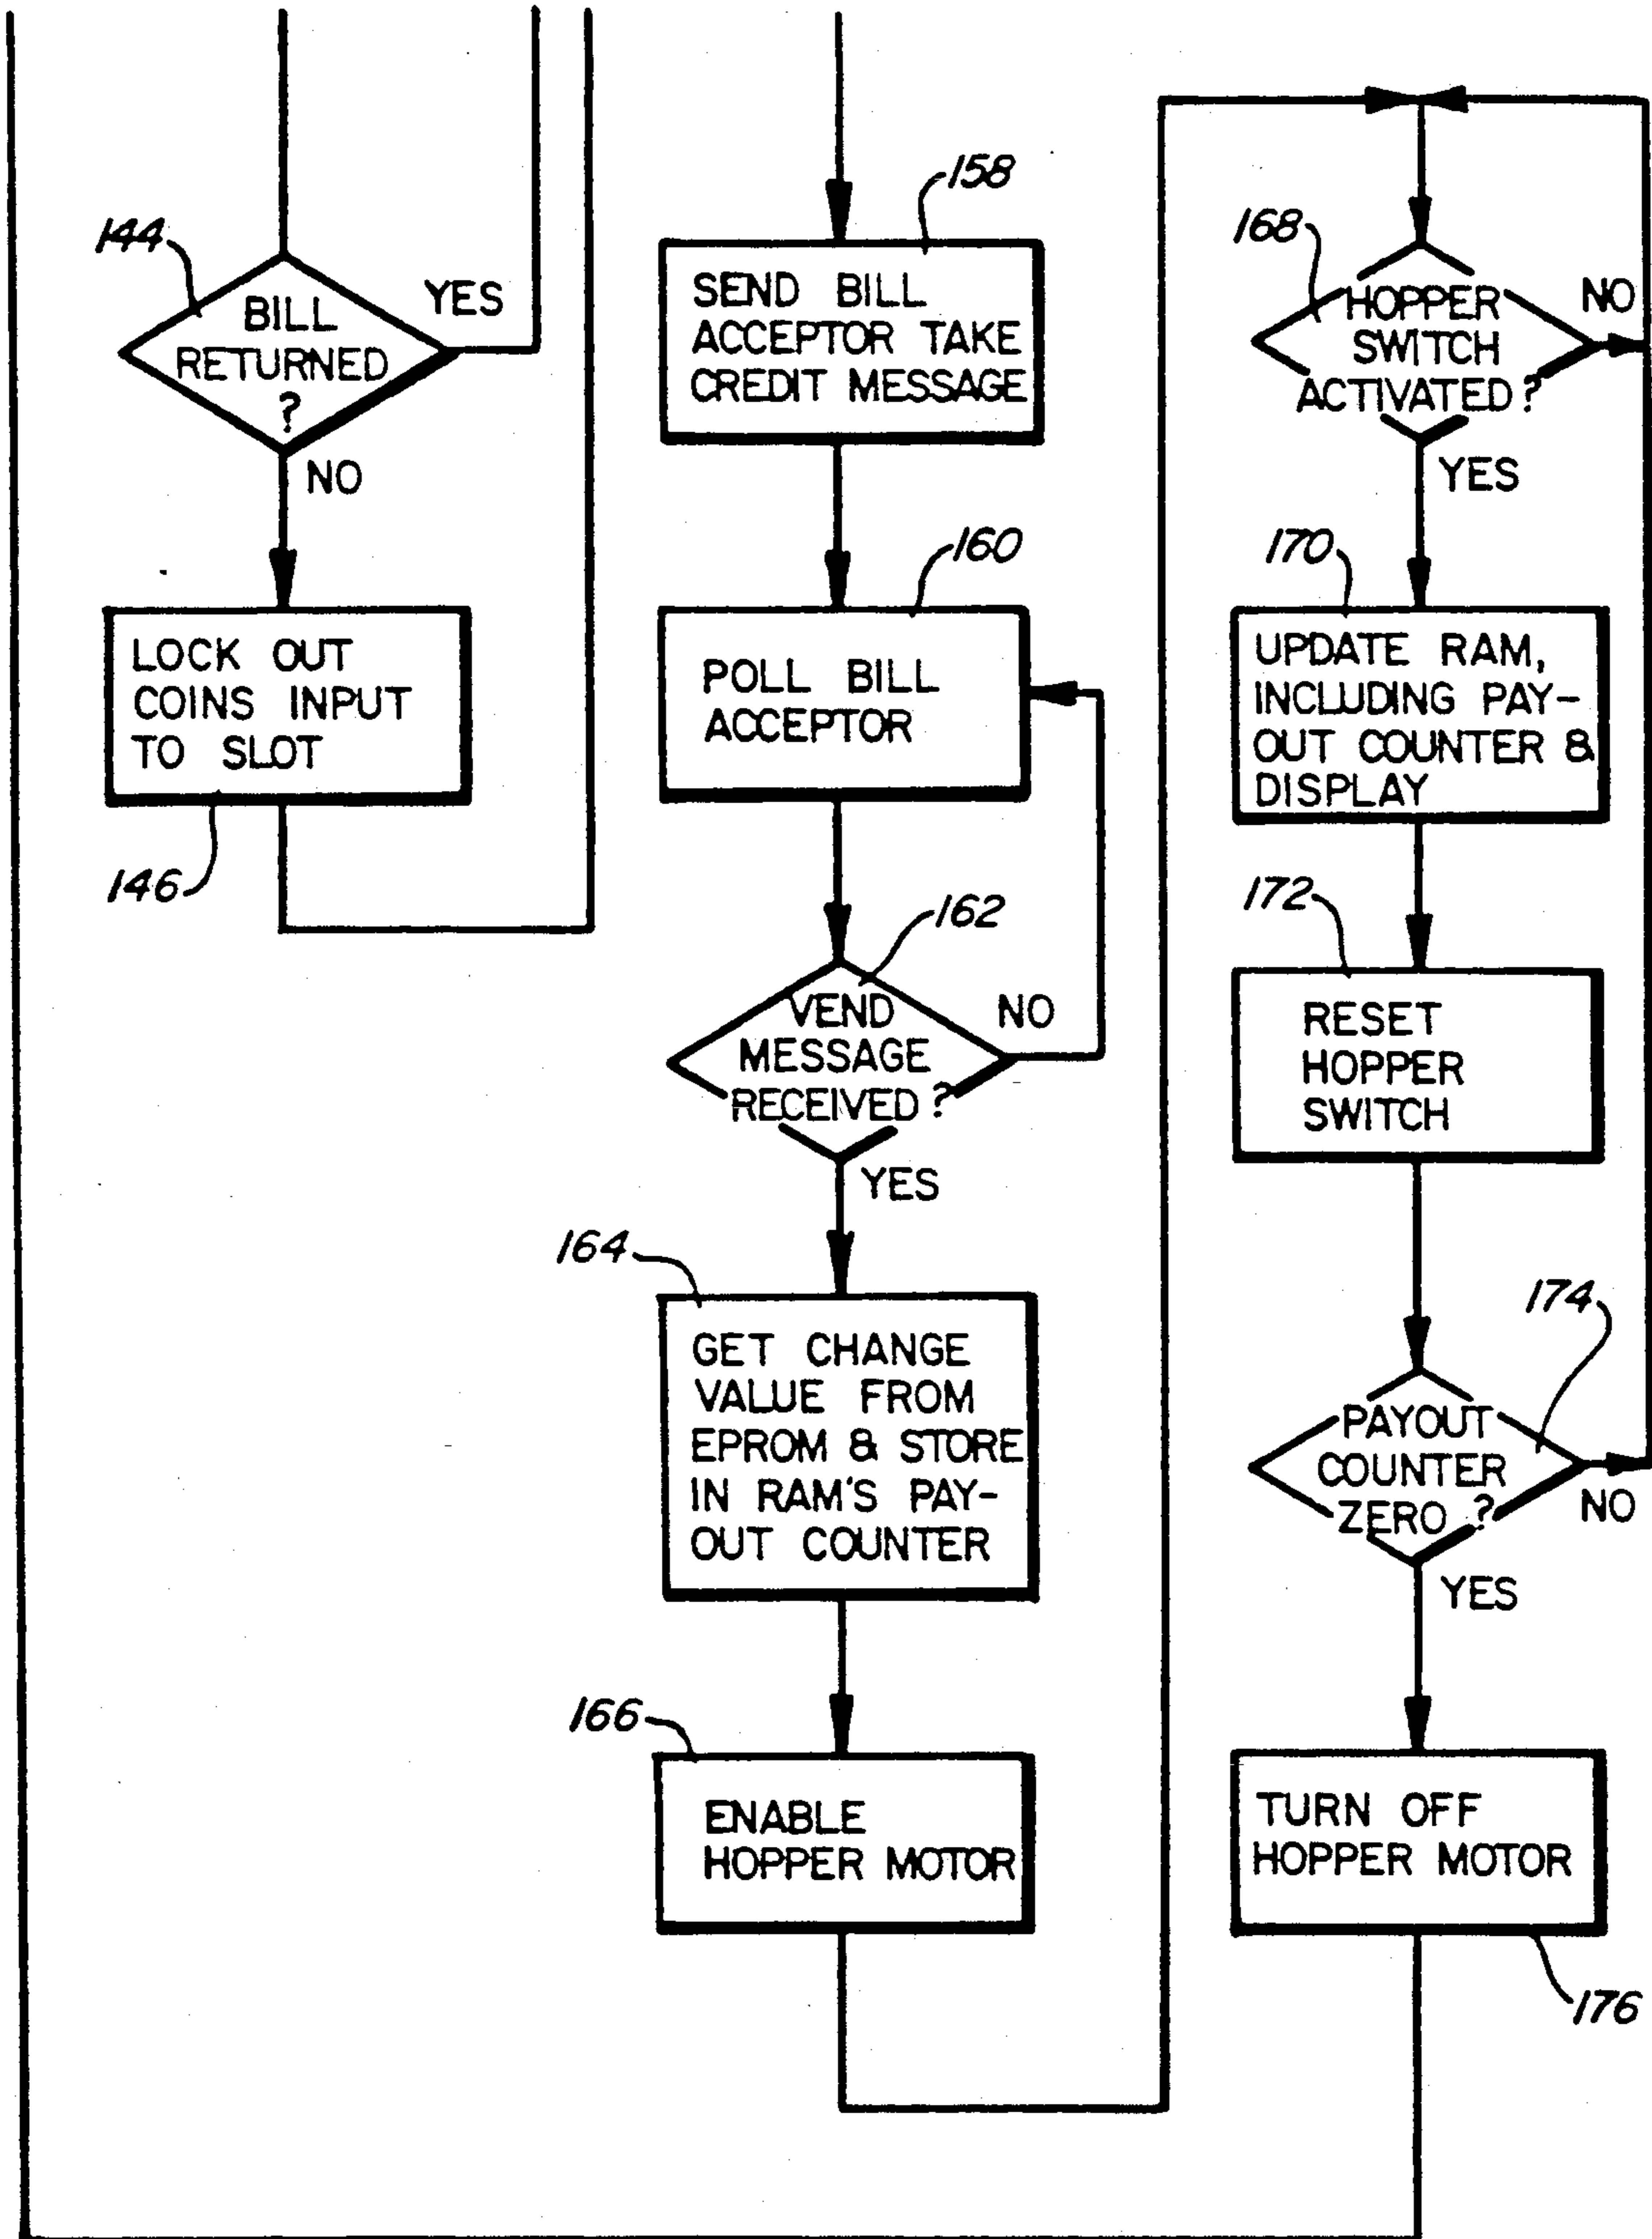 144
BILL
RETURNED
?
YES
NO
LOCK OUT
COINS INPUT
TO SLOT
146
158
SEND BILL
ACCEPTOR TAKE
CREDIT MESSAGE
160
POLL BILL
ACCEPTOR
162
VEND
MESSAGE
RECEIVED ?
NO
YES
164
GET CHANGE
VALUE FROM
EPROM & STORE
IN RAM'S PAY-
OUT COUNTER
166
ENABLE
HOPPER MOTOR
168
HOPPER
SWITCH
ACTIVATED ?
NO
YES
170
UPDATE RAM,
INCLUDING PAY-
OUT COUNTER &
DISPLAY
172
RESET
HOPPER
SWITCH
174
PAYOUT
COUNTER
ZERO ?
NO
YES
TURN OFF
HOPPER MOTOR
176